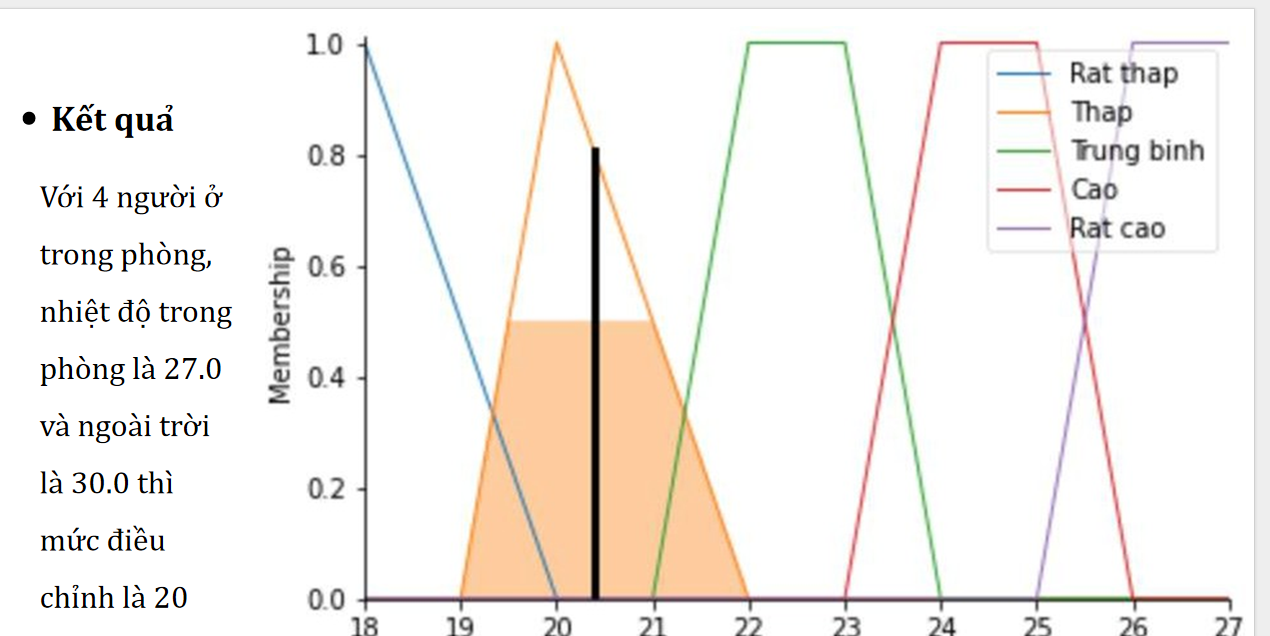 • Kết quả
Với 4 người ở
trong phòng,
nhiệt độ trong
phòng là 27.0
và ngoài trời
là 30.0 thì
mức điều
chỉnh là 20
Membership
1.0
0.8
0.6
0.4
0.2
0.0
18 19 20 21 22 23 24 25 26 27
Rat thap
Thap
Trung binh
Cao
Rat cao